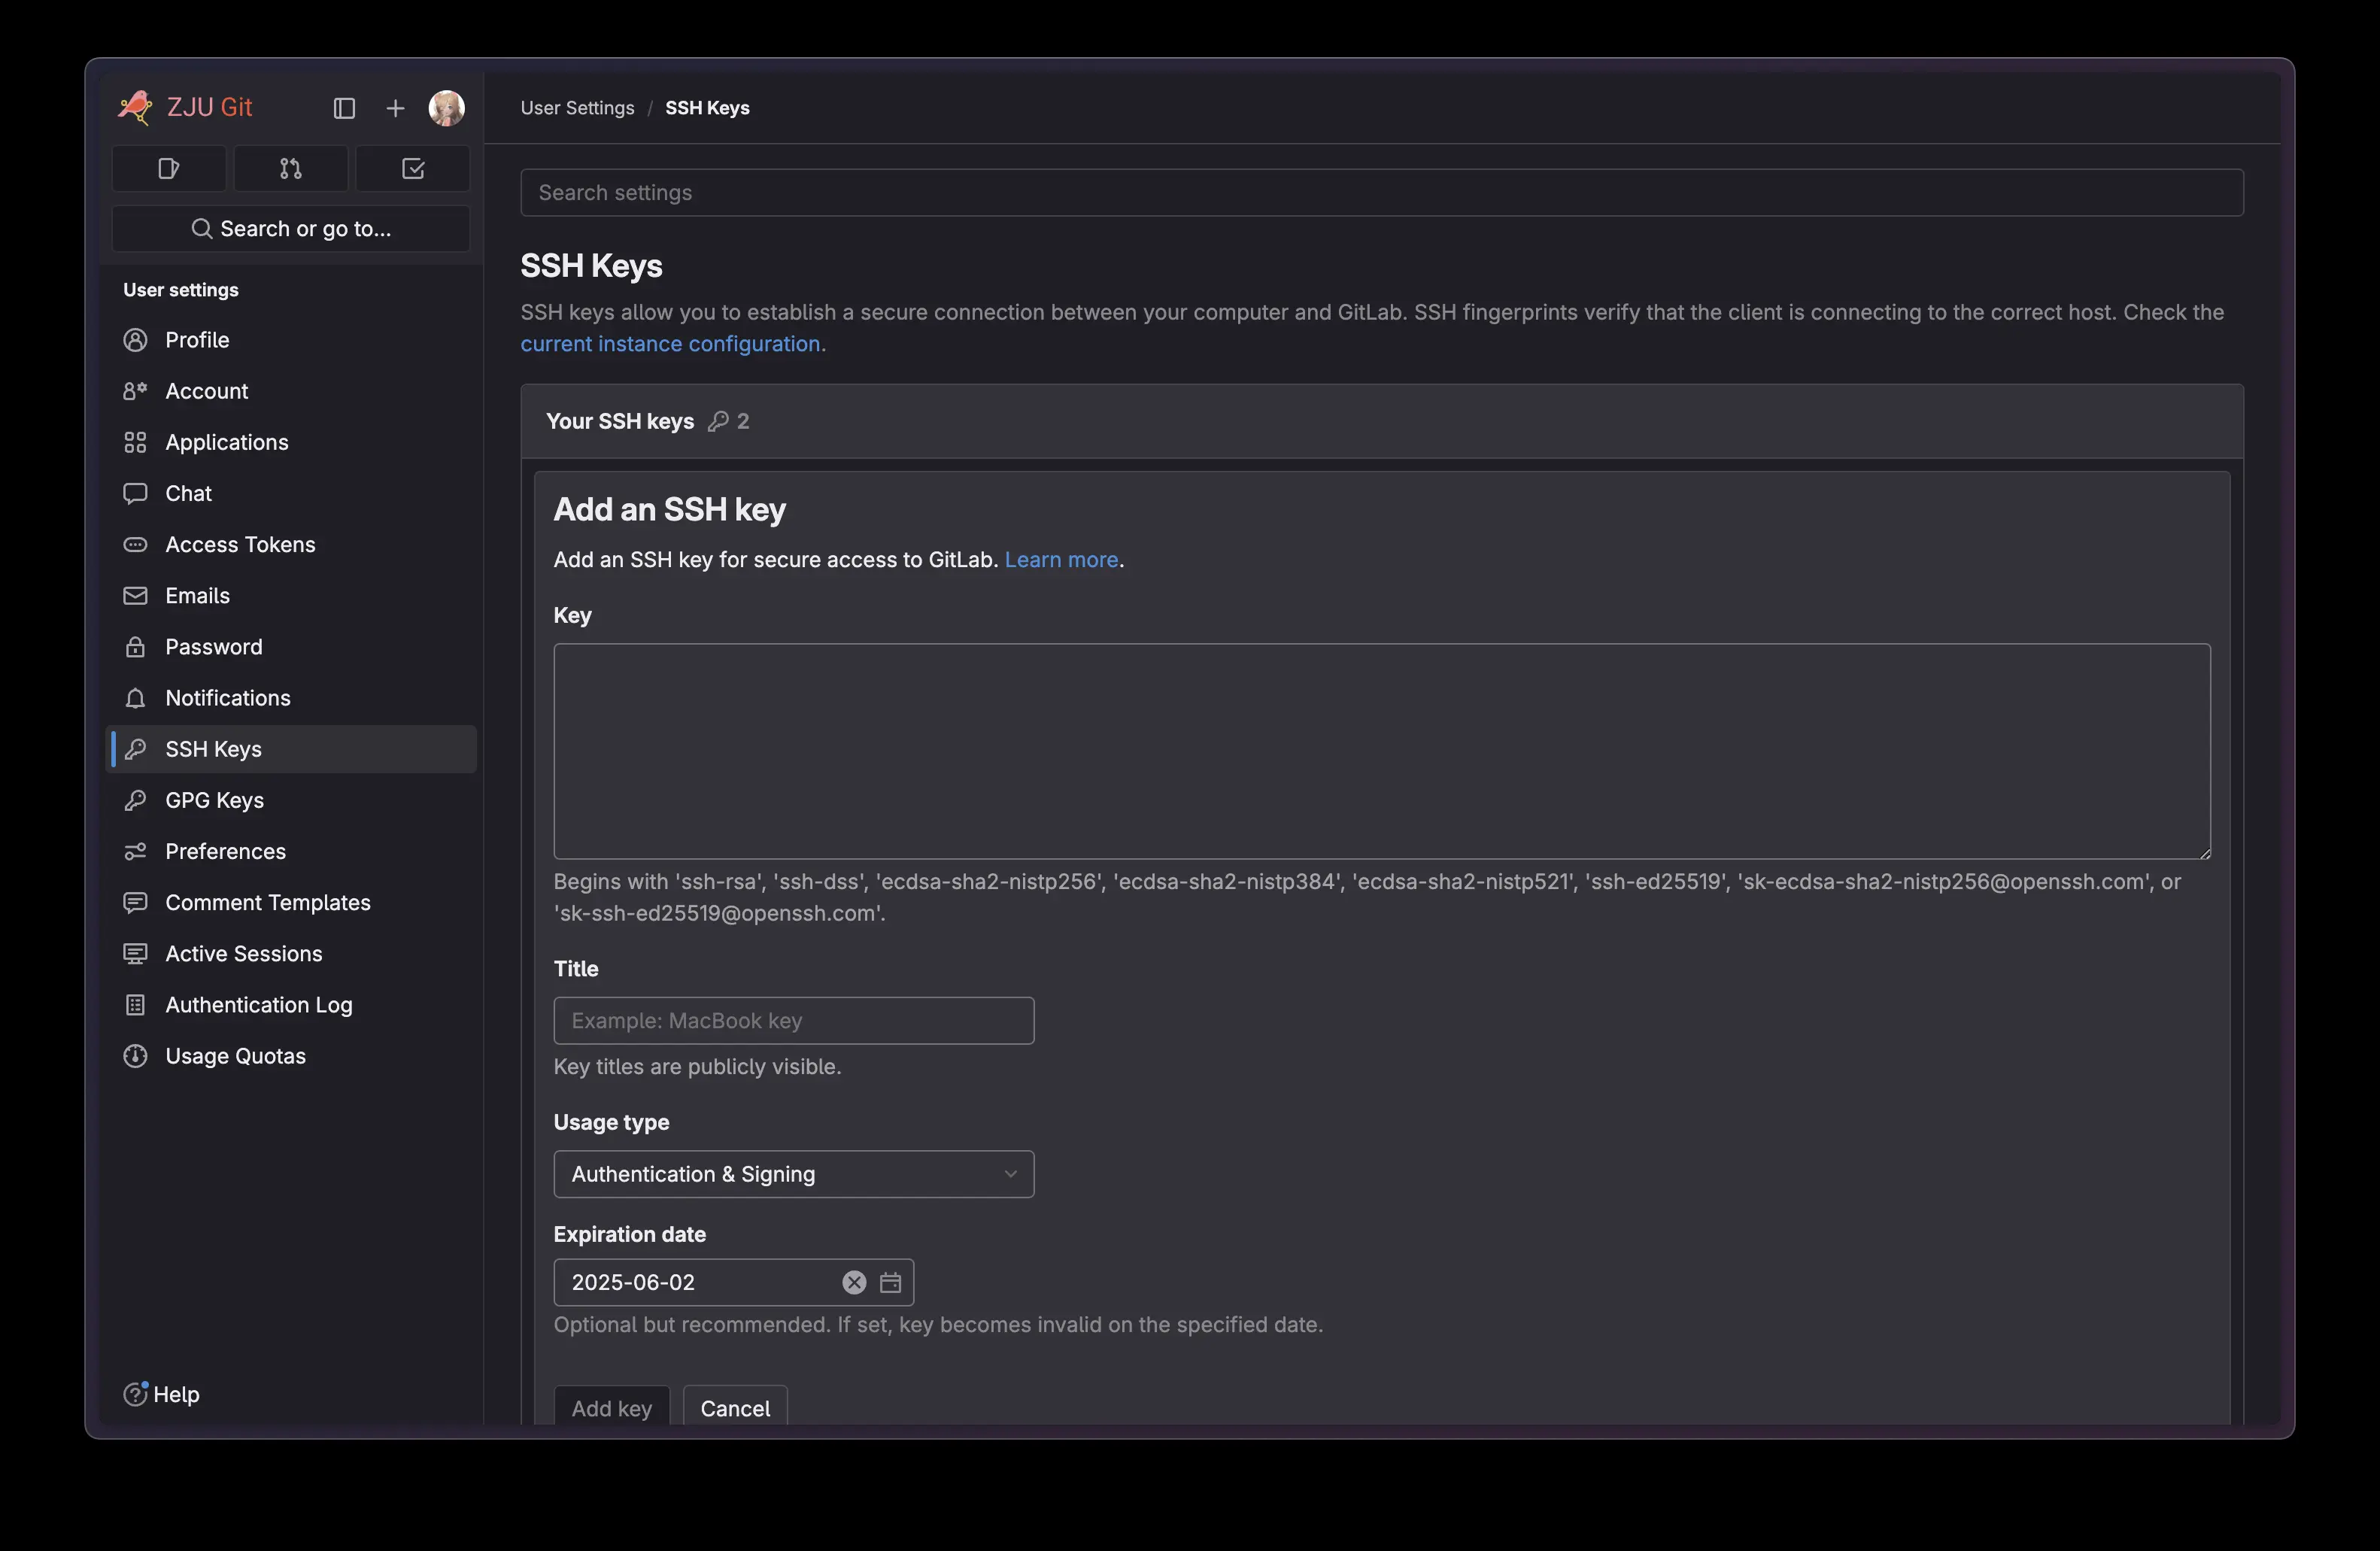 ZJU Git
Search or go to...
User settings
Profile
Account
Applications
Chat
Access Tokens
Emails
Password
Notifications
SSH Keys
GPG Keys
Preferences
Comment Templates
Active Sessions
Authentication Log
Usage Quotas
Help
User Settings / SSH Keys
Search settings
SSH Keys
SSH keys allow you to establish a secure connection between your computer and GitLab. SSH fingerprints verify that the client is connecting to the correct host. Check the
current instance configuration.
Your SSH keys 2
Add an SSH key
Add an SSH key for secure access to GitLab. Learn more.
Key
Begins with 'ssh-rsa', 'ssh-dss', 'ecdsa-sha2-nistp256', 'ecdsa-sha2-nistp384', 'ecdsa-sha2-nistp521', 'ssh-ed25519', 'sk-ecdsa-sha2-nistp256@openssh.com', or
'sk-ssh-ed25519@openssh.com'.
Title
Example: MacBook key
Key titles are publicly visible.
Usage type
Authentication & Signing
Expiration date
2025-06-02
Optional but recommended. If set, key becomes invalid on the specified date.
Add key
Cancel